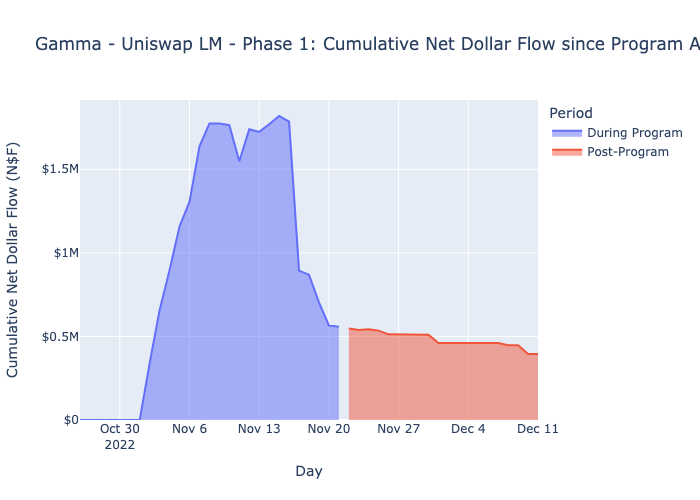 Gamma - Uniswap LM - Phase 1: Cumulative Net Dollar Flow since Program A
Cumulative Net Dollar Flow (N$F)
$1.5M
$1M
$0.5M
$0
Oct 30
2022
Nov 6
Nov 13
Nov 20
Nov 27
Dec 4
Dec 11
Day
Period
During Program
Post-Program